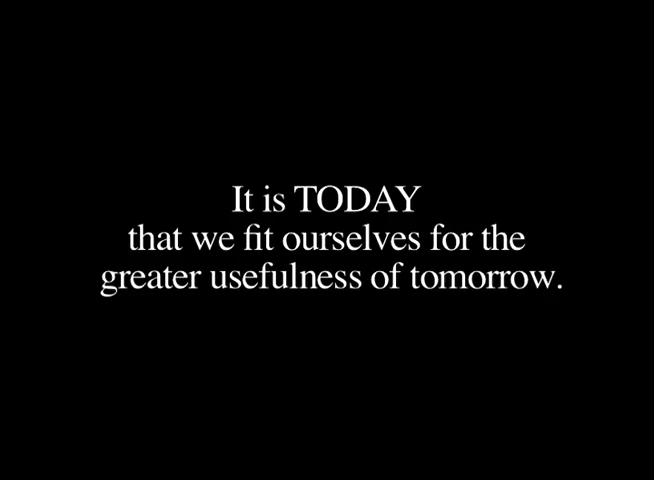 It is TODAY
that we fit ourselves for the
greater usefulness of tomorrow.